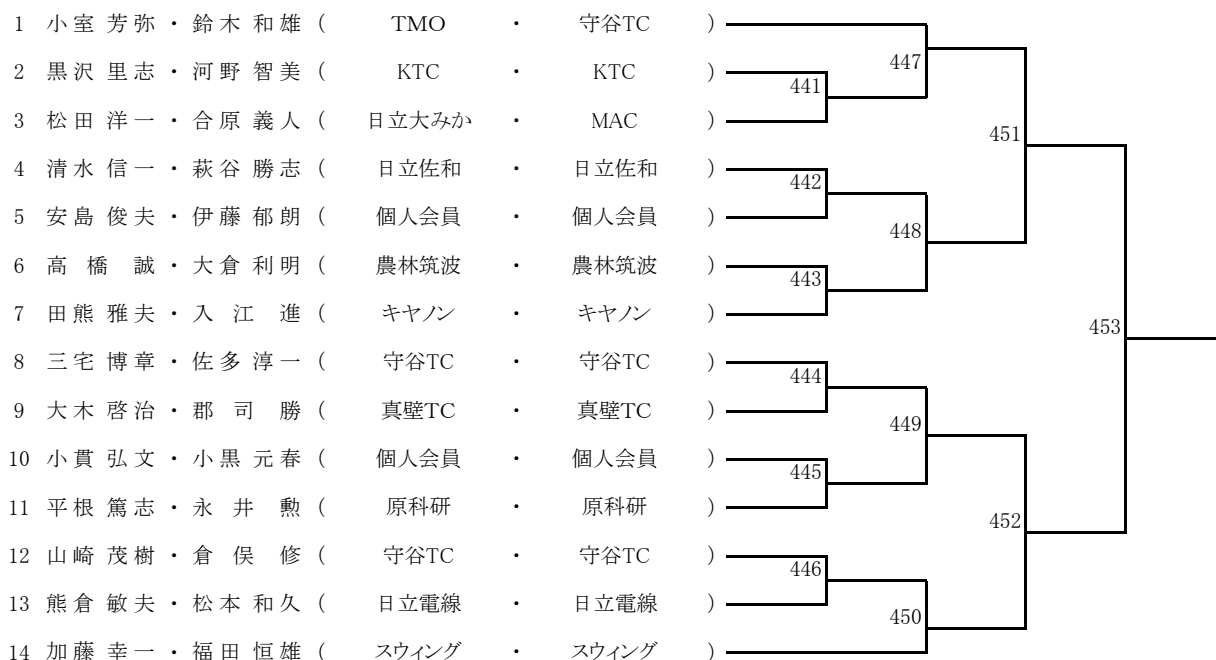 1 小室 芳弥 ・ 鈴木 和雄 ( TMO ・ 守谷TC )
447
2 黒沢 里志 ・ 河野 智美 ( KTC ・ KTC )
441
3 松田 洋一 ・ 合原 義人 ( 日立大みか ・ MAC )
451
4 清水 信一 ・ 萩谷 勝志 ( 日立佐和 ・ 日立佐和 )
442
5 安島 俊夫 ・ 伊藤 郁朗 ( 個人会員 ・ 個人会員 )
448
6 高橋 誠 ・ 大倉 利明 ( 農林筑波 ・ 農林筑波 )
443
7 田熊 雅夫 ・ 入江 進 ( キヤノン ・ キヤノン )
453
8 三宅 博章 ・ 佐多 淳一 ( 守谷TC ・ 守谷TC )
444
9 大木 啓治 ・ 郡司 勝 ( 真壁TC ・ 真壁TC )
449
10 小貫 弘文 ・ 小黒 元春 ( 個人会員 ・ 個人会員 )
445
11 平根 篤志 ・ 永井 勲 ( 原科研 ・ 原科研 )
452
12 山崎 茂樹 ・ 倉俣 修 ( 守谷TC ・ 守谷TC )
446
13 熊倉 敏夫 ・ 松本 和久 ( 日立電線 ・ 日立電線 )
450
14 加藤 幸一 ・ 福田 恒雄 ( スウィング ・ スウィング )